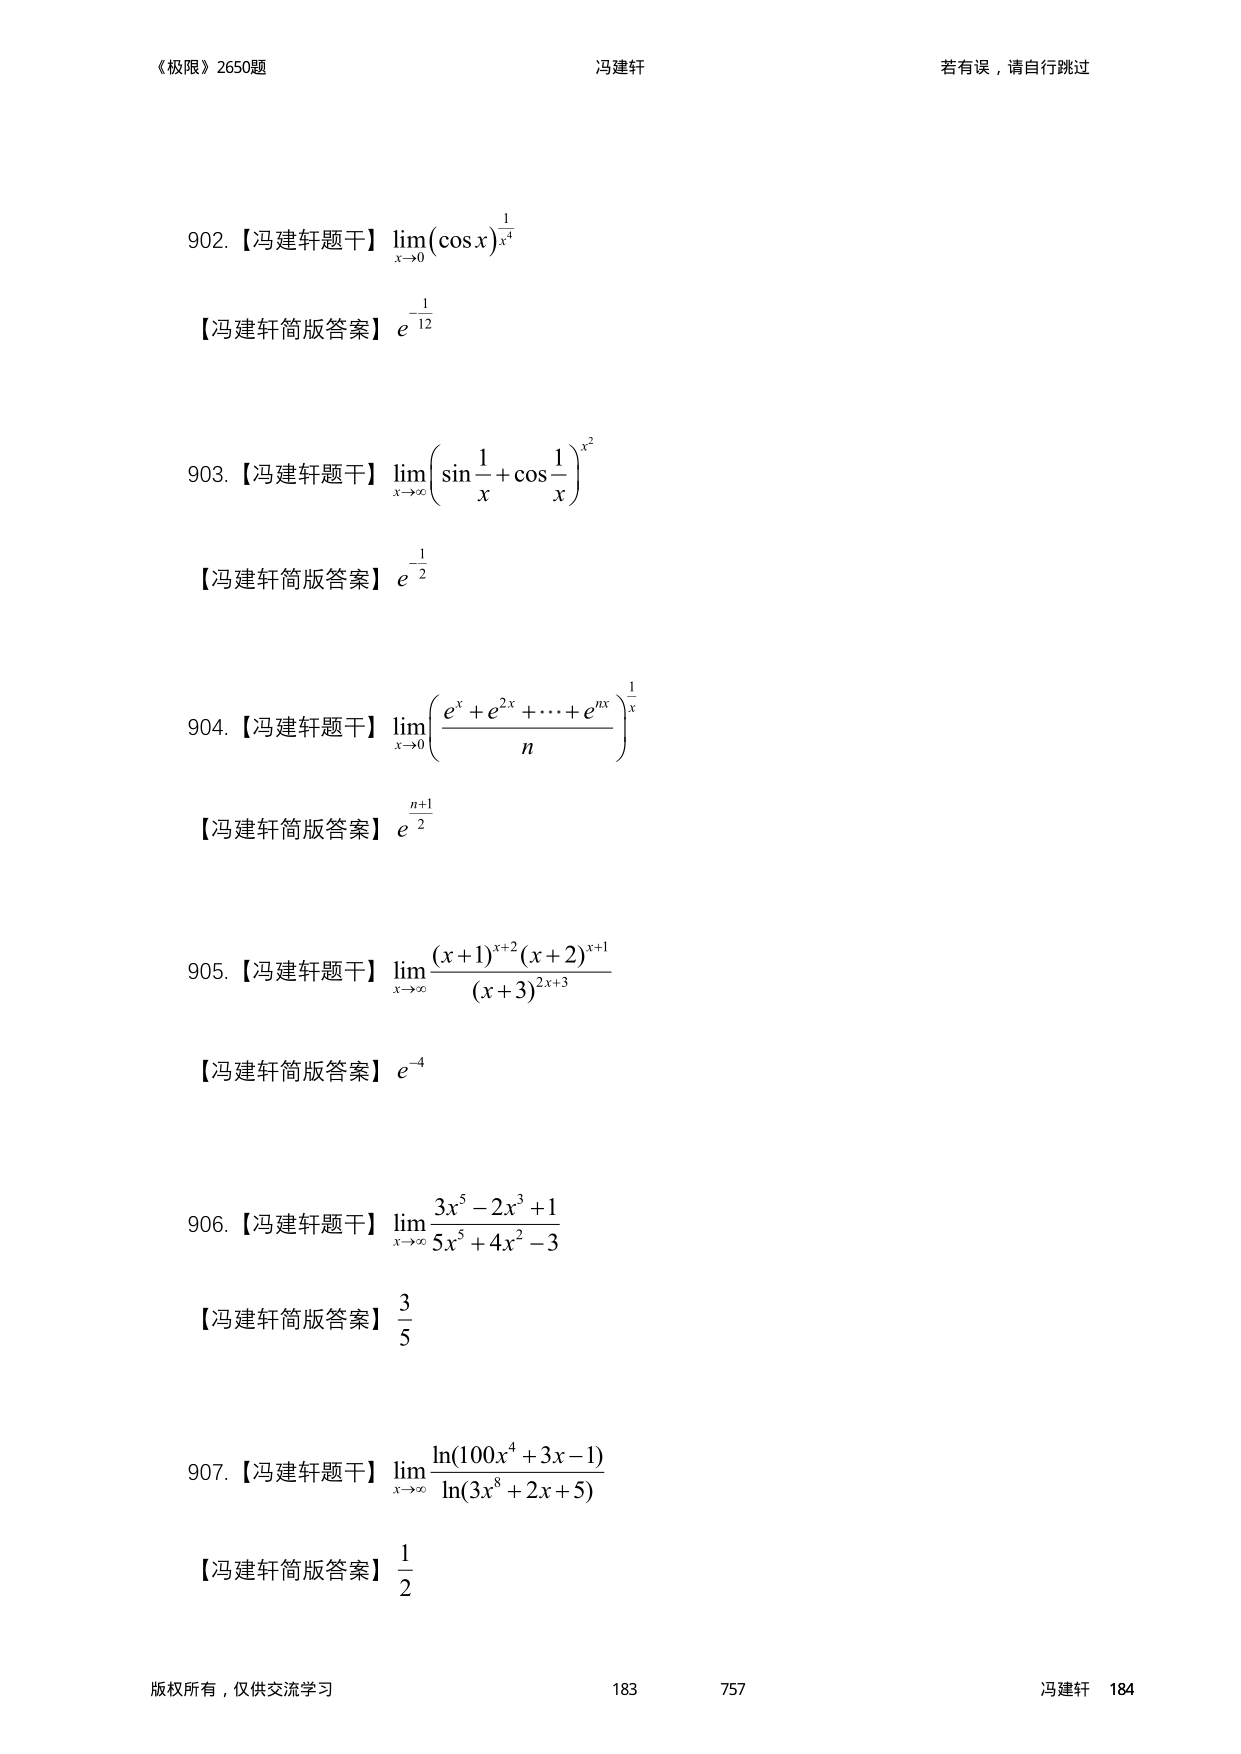 《极限》2650题 冯建轩 若有误，请自行跳过
902.【冯建轩题干】 $\lim_{x \to 0} (\cos x)^{\frac{1}{x^4}}$
【冯建轩简版答案】 $e^{-\frac{1}{12}}$
903.【冯建轩题干】 $\lim_{x \to \infty} \left( \sin \frac{1}{x} + \cos \frac{1}{x} \right)^{x^2}$
【冯建轩简版答案】 $e^{-\frac{1}{2}}$
904.【冯建轩题干】 $\lim_{x \to 0} \left( \frac{e^x + e^{2x} + \cdots + e^{nx}}{n} \right)^{\frac{1}{x}}$
【冯建轩简版答案】 $e^{\frac{n+1}{2}}$
905.【冯建轩题干】 $\lim_{x \to \infty} \frac{(x+1)^{x+2}(x+2)^{x+1}}{(x+3)^{2x+3}}$
【冯建轩简版答案】 $e^{-4}$
906.【冯建轩题干】 $\lim_{x \to \infty} \frac{3x^5 - 2x^3 + 1}{5x^5 + 4x^2 - 3}$
【冯建轩简版答案】 $\frac{3}{5}$
907.【冯建轩题干】 $\lim_{x \to \infty} \frac{\ln(100x^4 + 3x - 1)}{\ln(3x^8 + 2x + 5)}$
【冯建轩简版答案】 $\frac{1}{2}$
版权所有，仅供交流学习 183 757 冯建轩 184